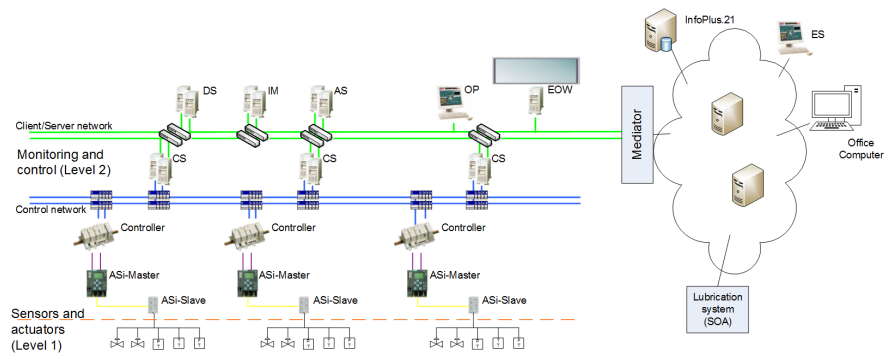 InfoPlus.21
ES
DS
IM
AS
OP
EOW
Client/Server network
Mediator
Office
Computer
Monitoring and
control (Level 2)
CS
CS
CS
Control network
Controller
Controller
Controller
ASi-Master
ASi-Master
ASi-Master
ASi-Slave
ASi-Slave
ASi-Slave
Sensors and
actuators
(Level 1)
Lubrication
system
(SOA)